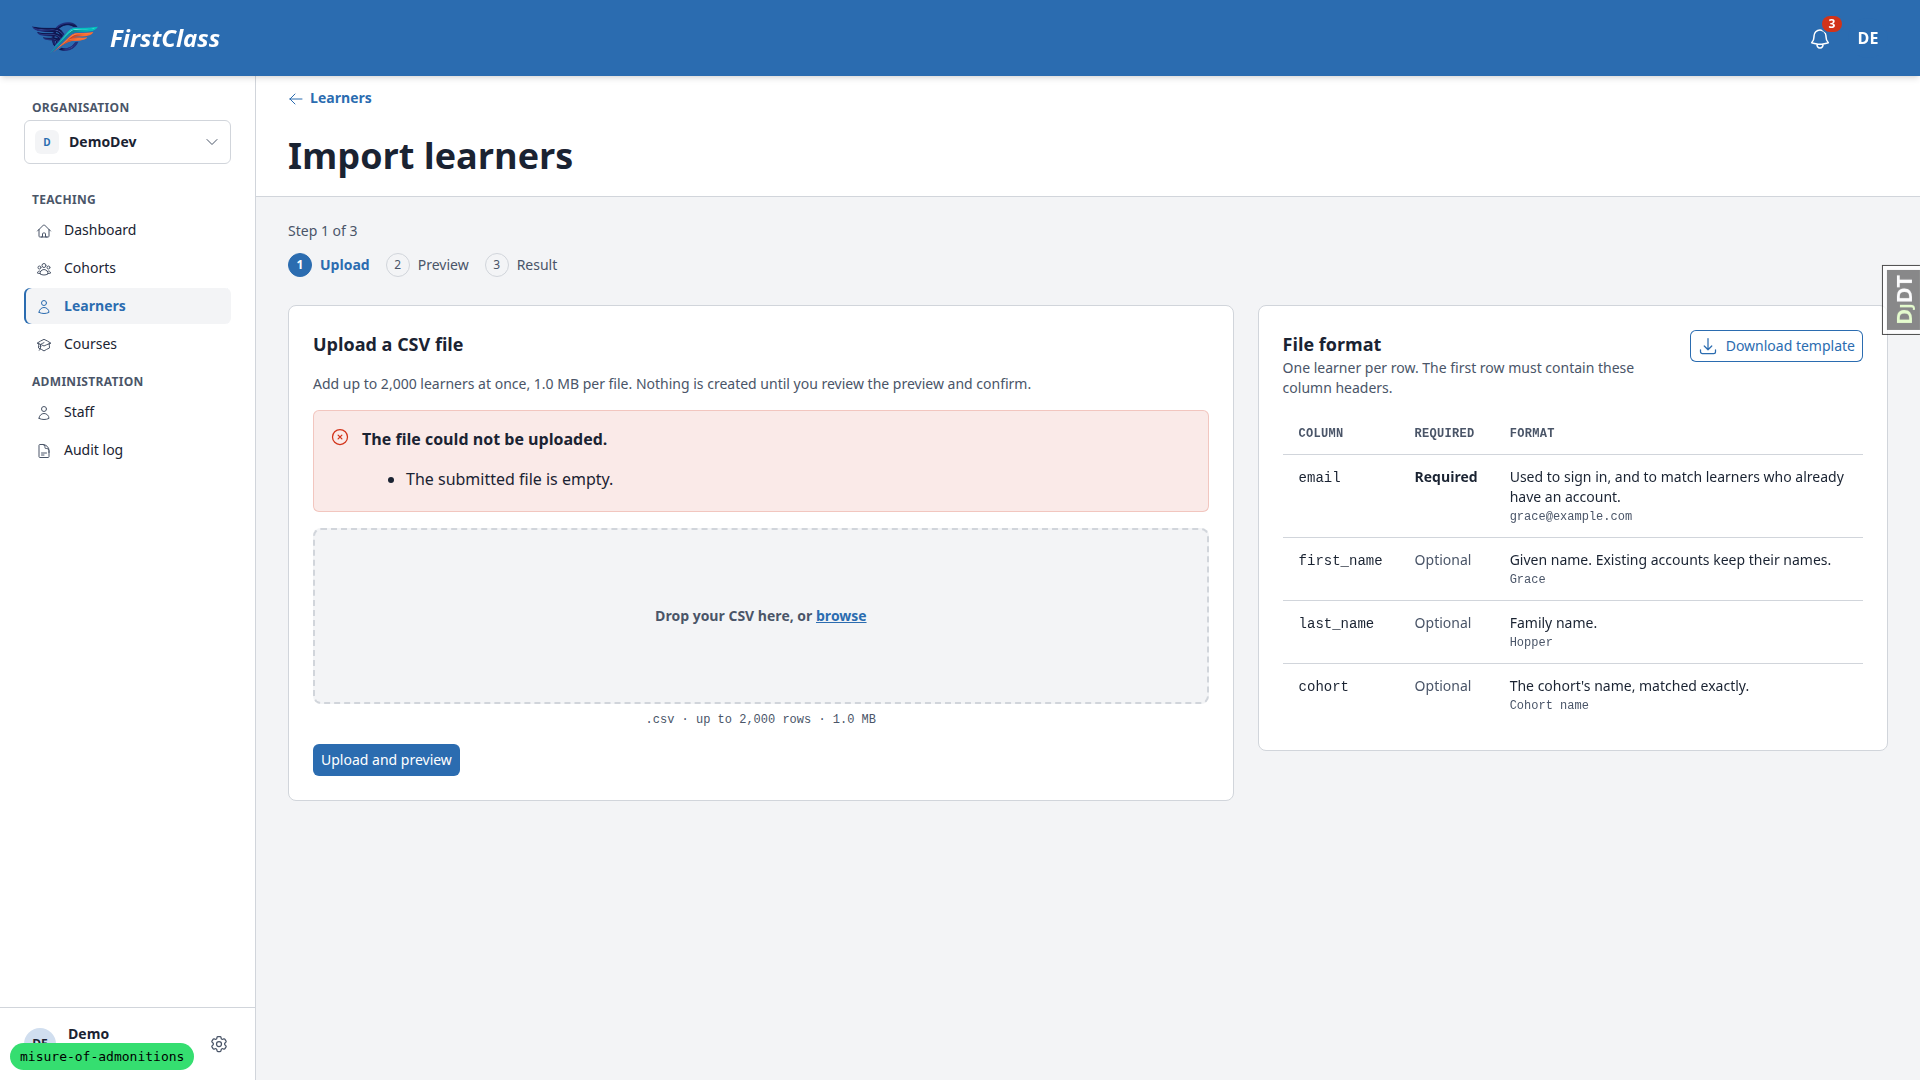 FirstClass
3
DE
ORGANISATION
D DemoDev
TEACHING
Dashboard
Cohorts
Learners
Courses
ADMINISTRATION
Staff
Audit log
Demo
misure-of-admonitions
Learners
Import learners
Step 1 of 3
1 Upload 2 Preview 3 Result
Upload a CSV file
Add up to 2,000 learners at once, 1.0 MB per file. Nothing is created until you review the preview and confirm.
The file could not be uploaded.
• The submitted file is empty.
Drop your CSV here, or browse
.csv · up to 2,000 rows · 1.0 MB
Upload and preview
File format
Download template
One learner per row. The first row must contain these
column headers.
COLUMN REQUIRED FORMAT
email Required Used to sign in, and to match learners who already
have an account.
grace@example.com
first_name Optional Given name. Existing accounts keep their names.
Grace
last_name Optional Family name.
Hopper
cohort Optional The cohort's name, matched exactly.
Cohort name
DJDT